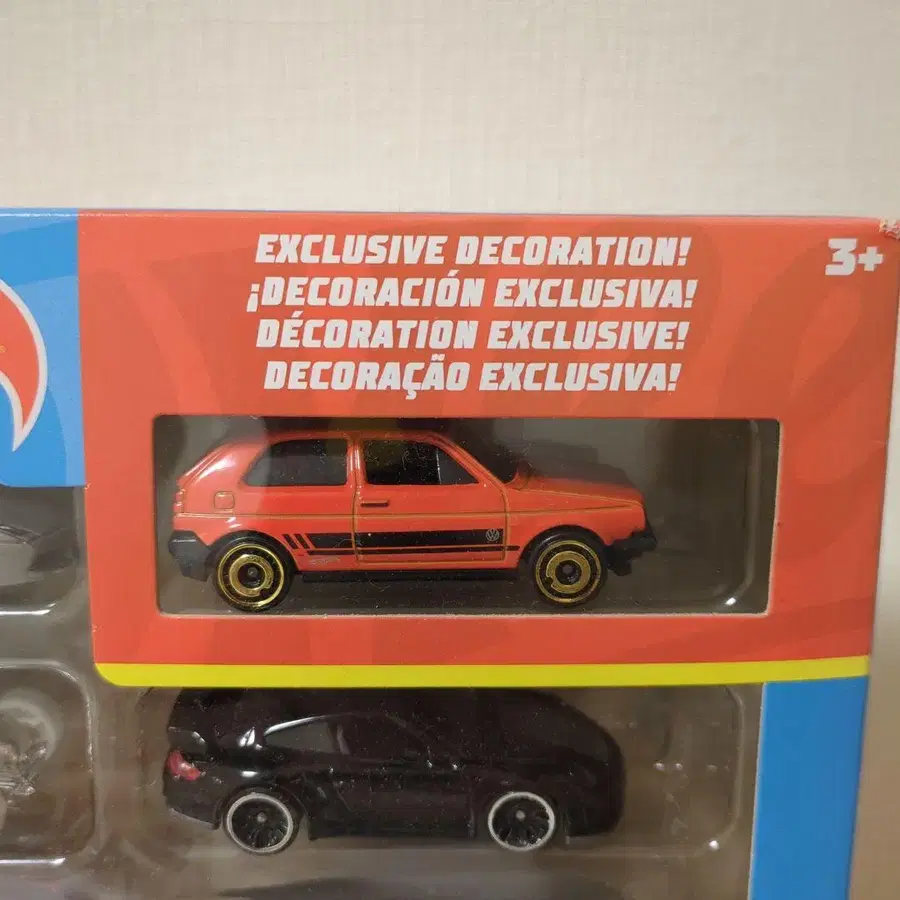 EXCLUSIVE DECORATION!
3+
¡DECORACIÓN EXCLUSIVA!
DÉCORATION EXCLUSIVE!
DECORAÇÃO EXCLUSIVA!